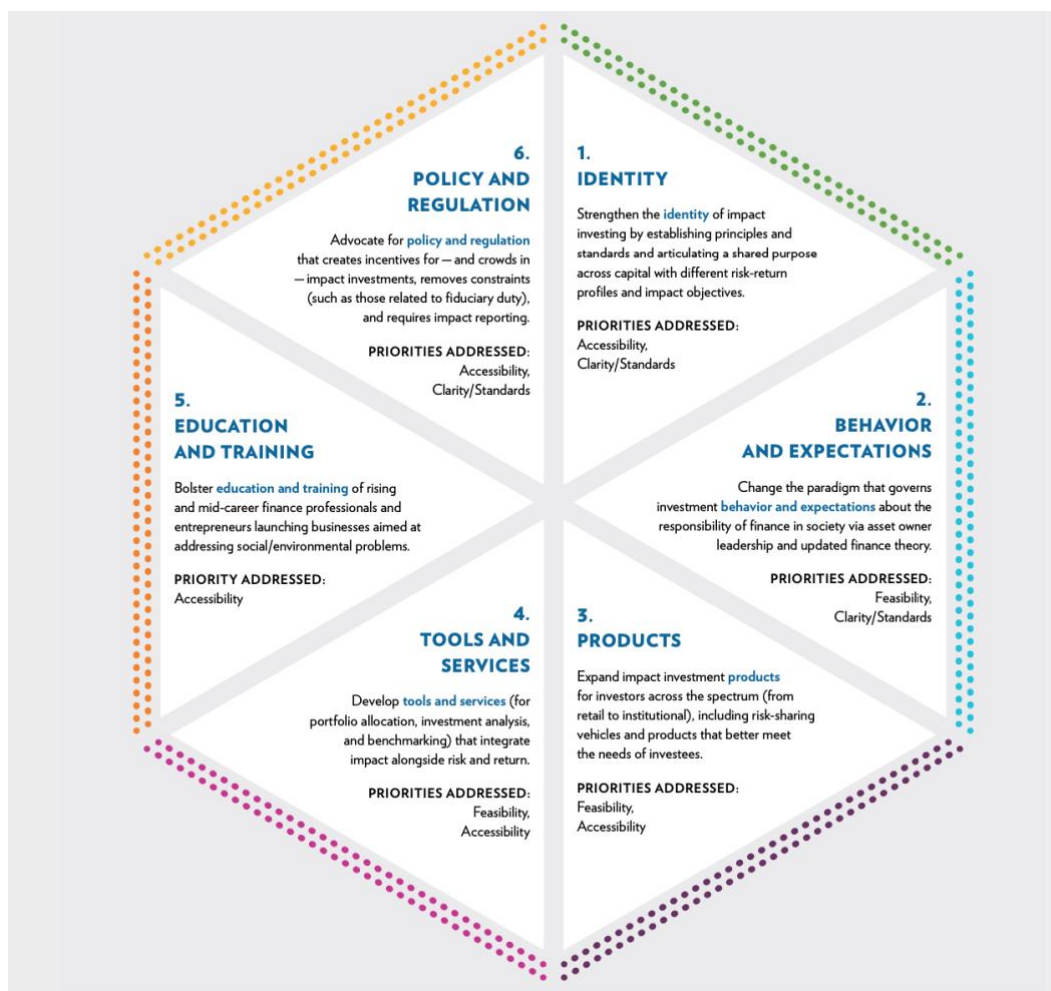 6.
POLICY AND
REGULATION
Advocate for policy and regulation
that creates incentives for — and crowds in
— impact investments, removes constraints
(such as those related to fiduciary duty),
and requires impact reporting.
PRIORITIES ADDRESSED:
Accessibility,
Clarity/Standards
1.
IDENTITY
Strengthen the identity of impact
investing by establishing principles and
standards and articulating a shared purpose
across capital with different risk-return
profiles and impact objectives.
PRIORITIES ADDRESSED:
Accessibility,
Clarity/Standards
5.
EDUCATION
AND TRAINING
Bolster education and training of rising
and mid-career finance professionals and
entrepreneurs launching businesses aimed at
addressing social/environmental problems.
PRIORITY ADDRESSED:
Accessibility
2.
BEHAVIOR
AND EXPECTATIONS
Change the paradigm that governs
investment behavior and expectations about the
responsibility of finance in society via asset owner
leadership and updated finance theory.
PRIORITIES ADDRESSED:
Feasibility,
Clarity/Standards
4.
TOOLS AND
SERVICES
Develop tools and services (for
portfolio allocation, investment analysis,
and benchmarking) that integrate
impact alongside risk and return.
PRIORITIES ADDRESSED:
Feasibility,
Accessibility
3.
PRODUCTS
Expand impact investment products
for investors across the spectrum (from
retail to institutional), including risk-sharing
vehicles and products that better meet
the needs of investees.
PRIORITIES ADDRESSED:
Feasibility,
Accessibility